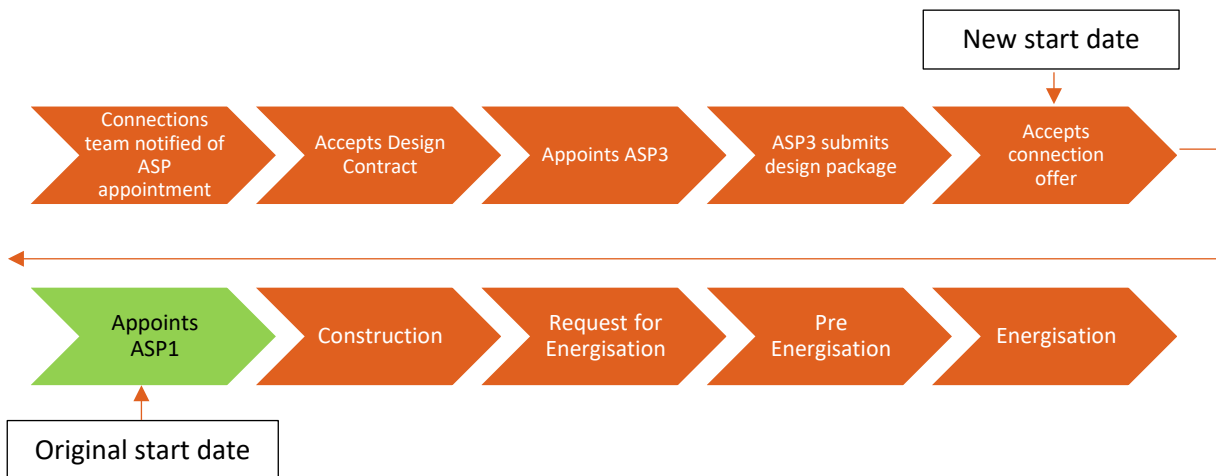 New start date
Connections
team notified of
ASP
appointment
Accepts Design
Contract
Appoints ASP3
ASP3 submits
design package
Accepts
connection
offer
Appoints
ASP1
Construction
Request for
Energisation
Pre
Energisation
Energisation
Original start date